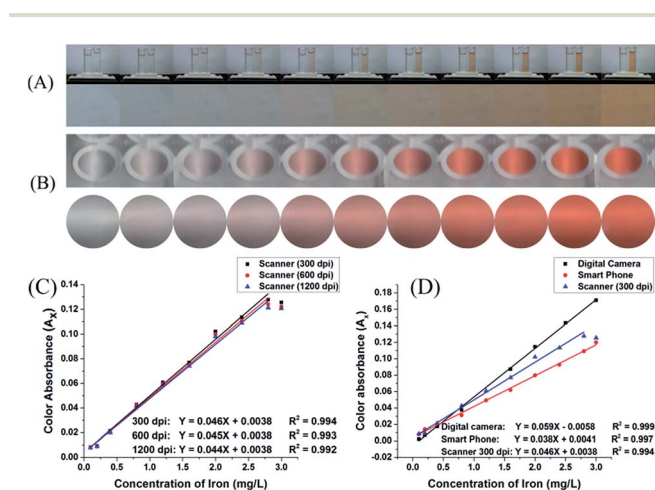 (A)
(B)
(C)
Scanner (300 dpi)
Scanner (600 dpi)
Scanner (1200 dpi)
0.14
0.12
0.10
0.08
0.06
0.04
0.02
0.00
Color Absorbance (Ax)
300 dpi: Y = 0.046X + 0.0038 R² = 0.994
600 dpi: Y = 0.045X + 0.0038 R² = 0.993
1200 dpi: Y = 0.044X + 0.0038 R² = 0.992
0.0 0.5 1.0 1.5 2.0 2.5 3.0
Concentration of Iron (mg/L)
(D)
Digital Camera
Smart Phone
Scanner (300 dpi)
0.18
0.16
0.14
0.12
0.10
0.08
0.06
0.04
0.02
0.00
Color absorbance (Ax)
Digital camera: Y = 0.059X - 0.0058 R² = 0.999
Smart Phone: Y = 0.038X + 0.0041 R² = 0.997
Scanner 300 dpi: Y = 0.046X + 0.0038 R² = 0.994
0.0 0.5 1.0 1.5 2.0 2.5 3.0
Concentration of Iron (mg/L)